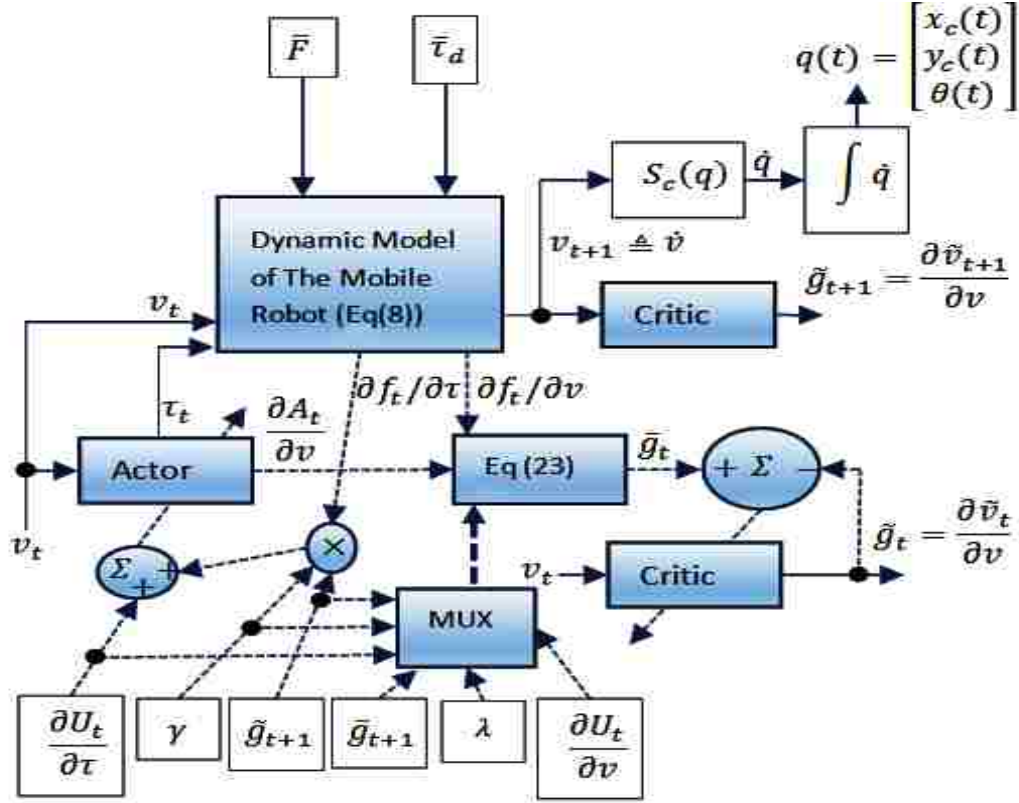 F̄
τ̄_d
q(t) = [x_c(t) y_c(t) θ(t)]
S_c(q)
q̇
∫ q̇
Dynamic Model
of The Mobile
Robot (Eq(8))
v_{t+1} ≜ v̇
Critic
g̃_{t+1} = ∂ṽ_{t+1}/∂v
v_t
τ_t
∂f_t/∂τ
∂f_t/∂v
Actor
∂A_t/∂v
Eq (23)
ḡ_t
+ Σ −
v_t
Σ + +
×
v_t
Critic
g̃_t = ∂ṽ_t/∂v
MUX
∂U_t/∂τ
γ
g̃_{t+1}
ḡ_{t+1}
λ
∂U_t/∂v